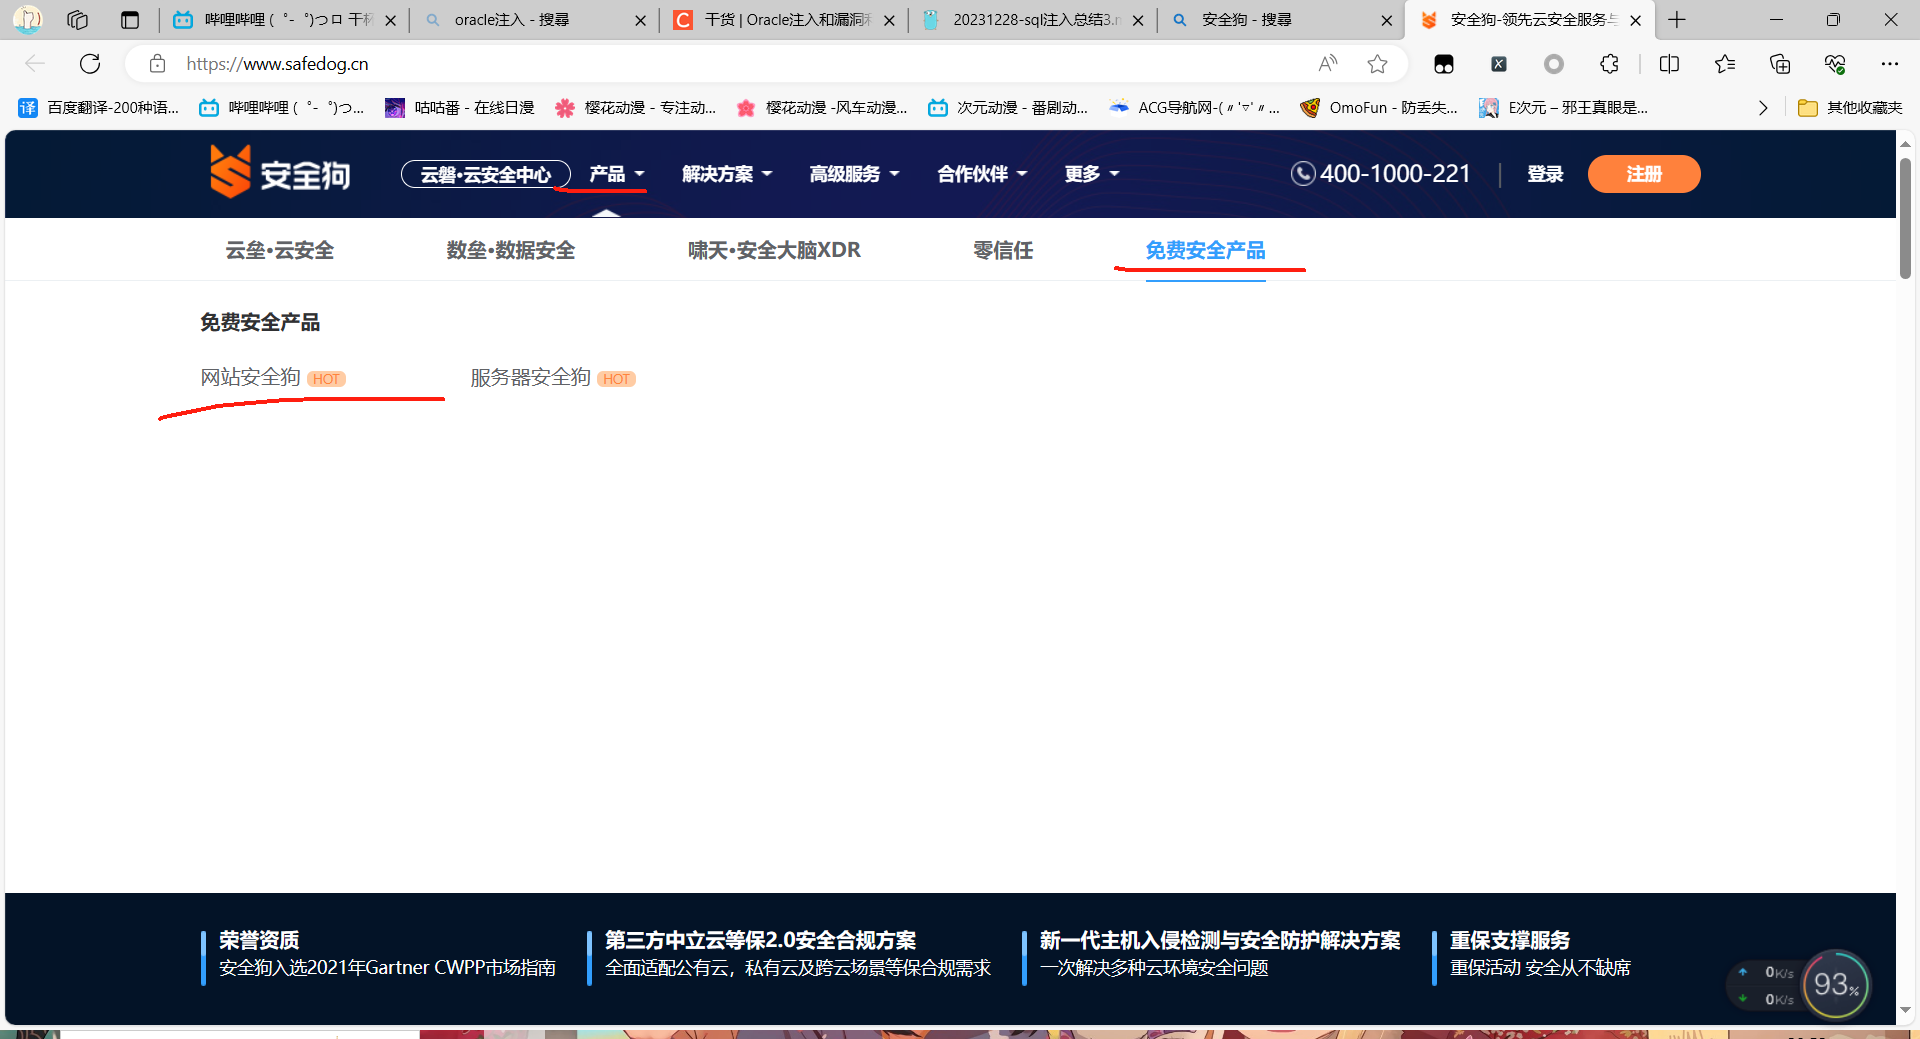 哔哩哔哩 (゜-゜)つロ 干杯
oracle注入 - 搜尋
干货 | Oracle注入和漏洞利
20231228-sql注入总结3.m
安全狗 - 搜尋
安全狗-领先云安全服务与
https://www.safedog.cn
百度翻译-200种语...
哔哩哔哩 (゜-゜)つ...
咕咕番 - 在线日漫
樱花动漫 - 专注动...
樱花动漫 -风车动漫...
次元动漫 - 番剧动...
ACG导航网-(〃'▽'〃...
OmoFun - 防丢失...
E次元 – 邪王真眼是...
其他收藏夹
安全狗
云磐·云安全中心
产品
解决方案
高级服务
合作伙伴
更多
400-1000-221
登录
注册
云垒·云安全
数垒·数据安全
啸天·安全大脑XDR
零信任
免费安全产品
免费安全产品
网站安全狗 HOT
服务器安全狗 HOT
荣誉资质
安全狗入选2021年Gartner CWPP市场指南
第三方中立云等保2.0安全合规方案
全面适配公有云，私有云及跨云场景等保合规需求
新一代主机入侵检测与安全防护解决方案
一次解决多种云环境安全问题
重保支撑服务
重保活动 安全从不缺席
0K/s
0K/s
93%